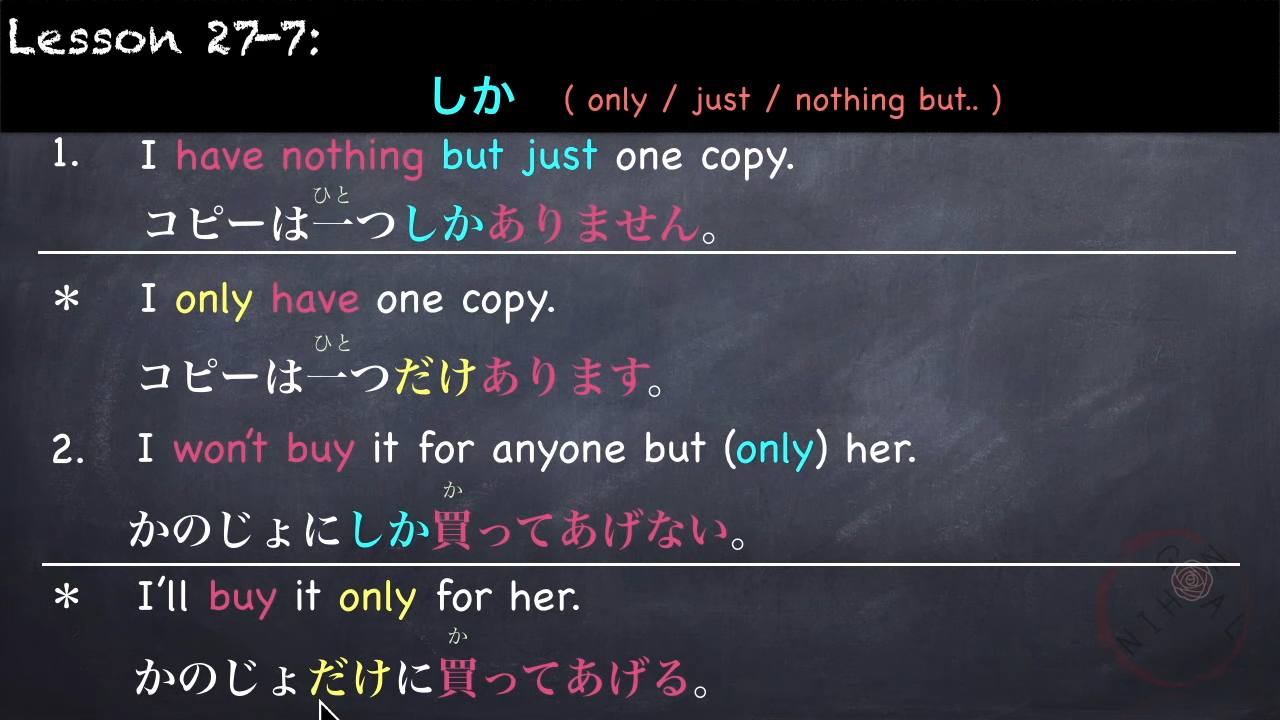 Lesson 27-7:
しか ( only / just / nothing but.. )
1. I have nothing but just one copy.
ひと
コピーは一つしかありません。
* I only have one copy.
ひと
コピーは一つだけあります。
2. I won't buy it for anyone but (only) her.
か
かのじょにしか買ってあげない。
* I'll buy it only for her.
か
かのじょだけに買ってあげる。